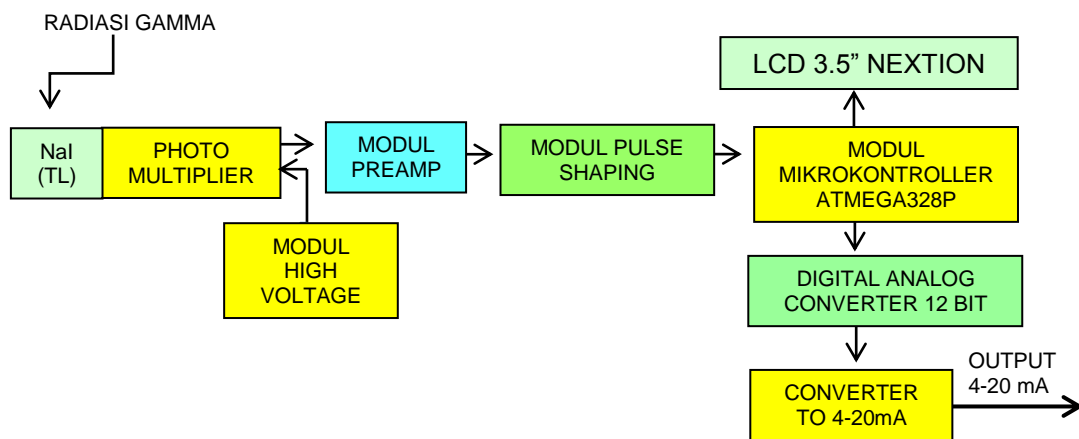 RADIASI GAMMA
NaI
(TL)
PHOTO
MULTIPLIER
MODUL
HIGH
VOLTAGE
MODUL
PREAMP
MODUL PULSE
SHAPING
LCD 3.5” NEXTION
MODUL
MIKROKONTROLLER
ATMEGA328P
DIGITAL ANALOG
CONVERTER 12 BIT
CONVERTER
TO 4-20mA
OUTPUT
4-20 mA